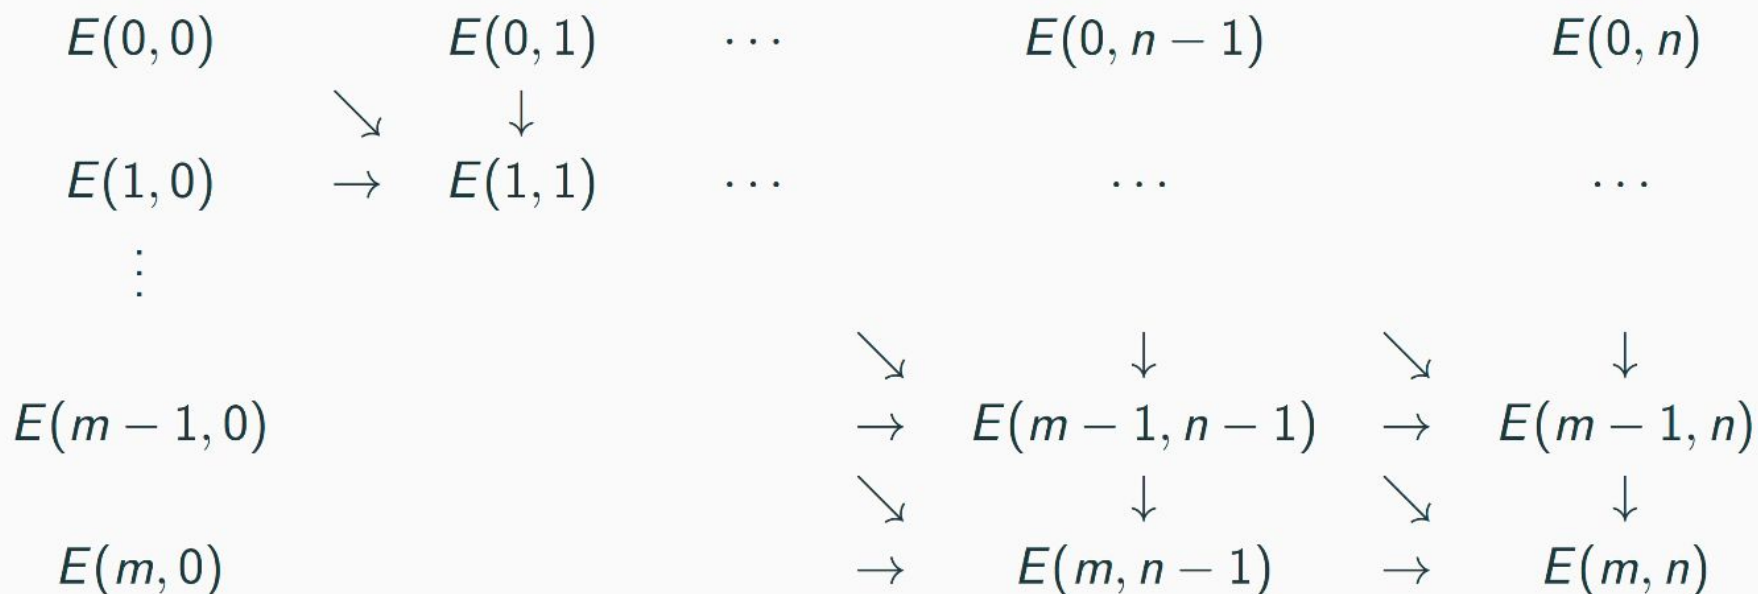 E(0, 0) E(0, 1) ⋯ E(0, n − 1) E(0, n)
↘ ↓
E(1, 0) → E(1, 1) ⋯ ⋯ ⋯
⋮
↘ ↓ ↘ ↓
E(m − 1, 0) → E(m − 1, n − 1) → E(m − 1, n)
↘ ↓ ↘ ↓
E(m, 0) → E(m, n − 1) → E(m, n)